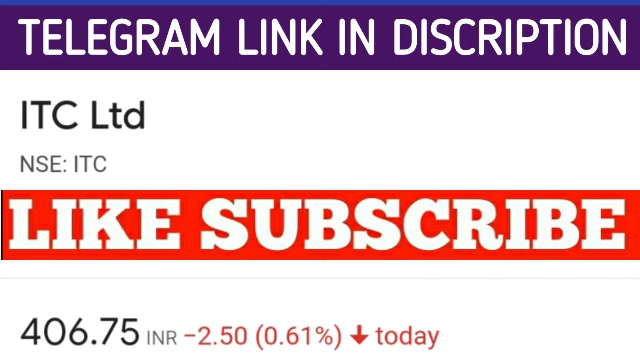 TELEGRAM LINK IN DISCRIPTION
ITC Ltd
NSE: ITC
LIKE SUBSCRIBE
406.75 INR −2.50 (0.61%) ↓ today